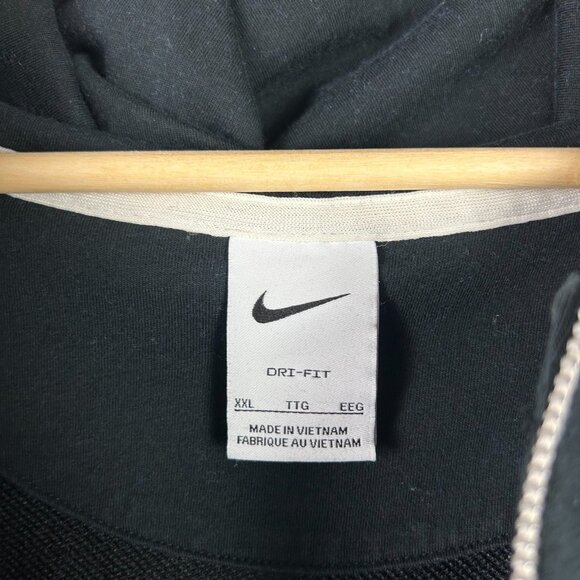 DRI-FIT
XXL TTG EEG
MADE IN VIETNAM
FABRIQUE AU VIETNAM